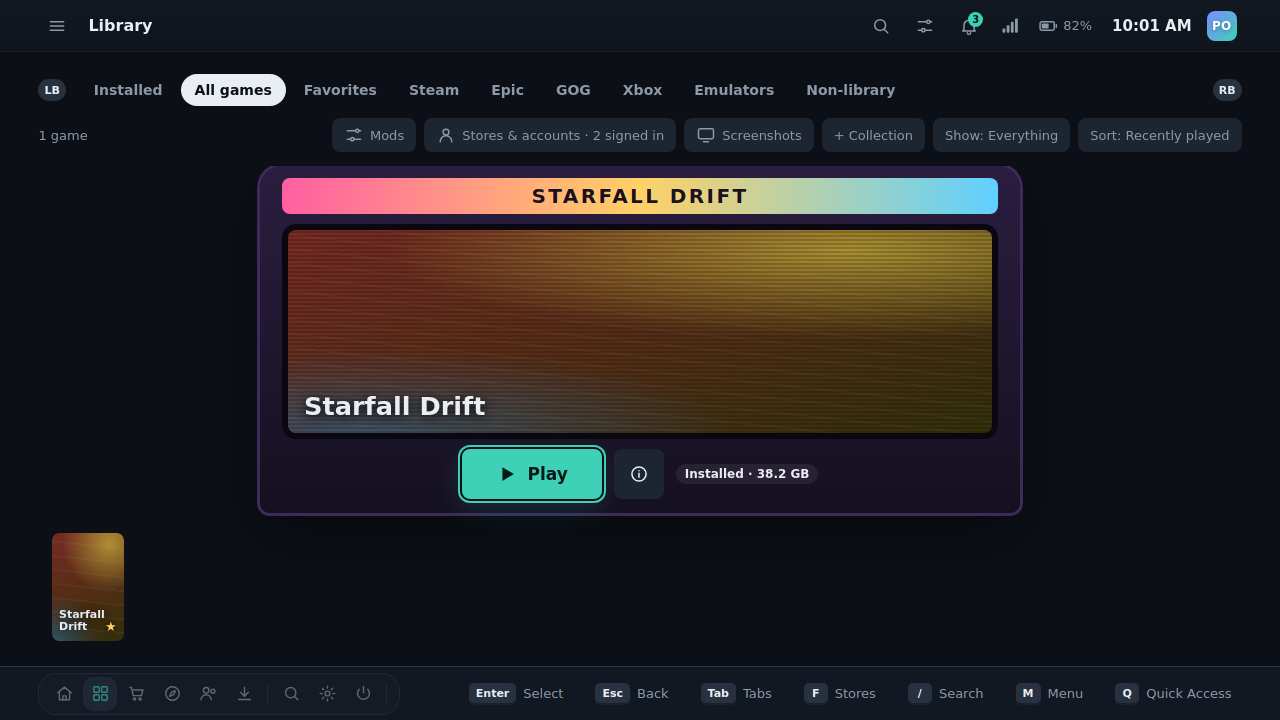 Library
3
82%
10:01 AM
PO
LB
Installed
All games
Favorites
Steam
Epic
GOG
Xbox
Emulators
Non-library
RB
1 game
Mods
Stores & accounts · 2 signed in
Screenshots
+ Collection
Show: Everything
Sort: Recently played
STARFALL DRIFT
Starfall Drift
Play
Installed · 38.2 GB
Starfall
Drift
Enter Select
Esc Back
Tab Tabs
F Stores
/ Search
M Menu
Q Quick Access